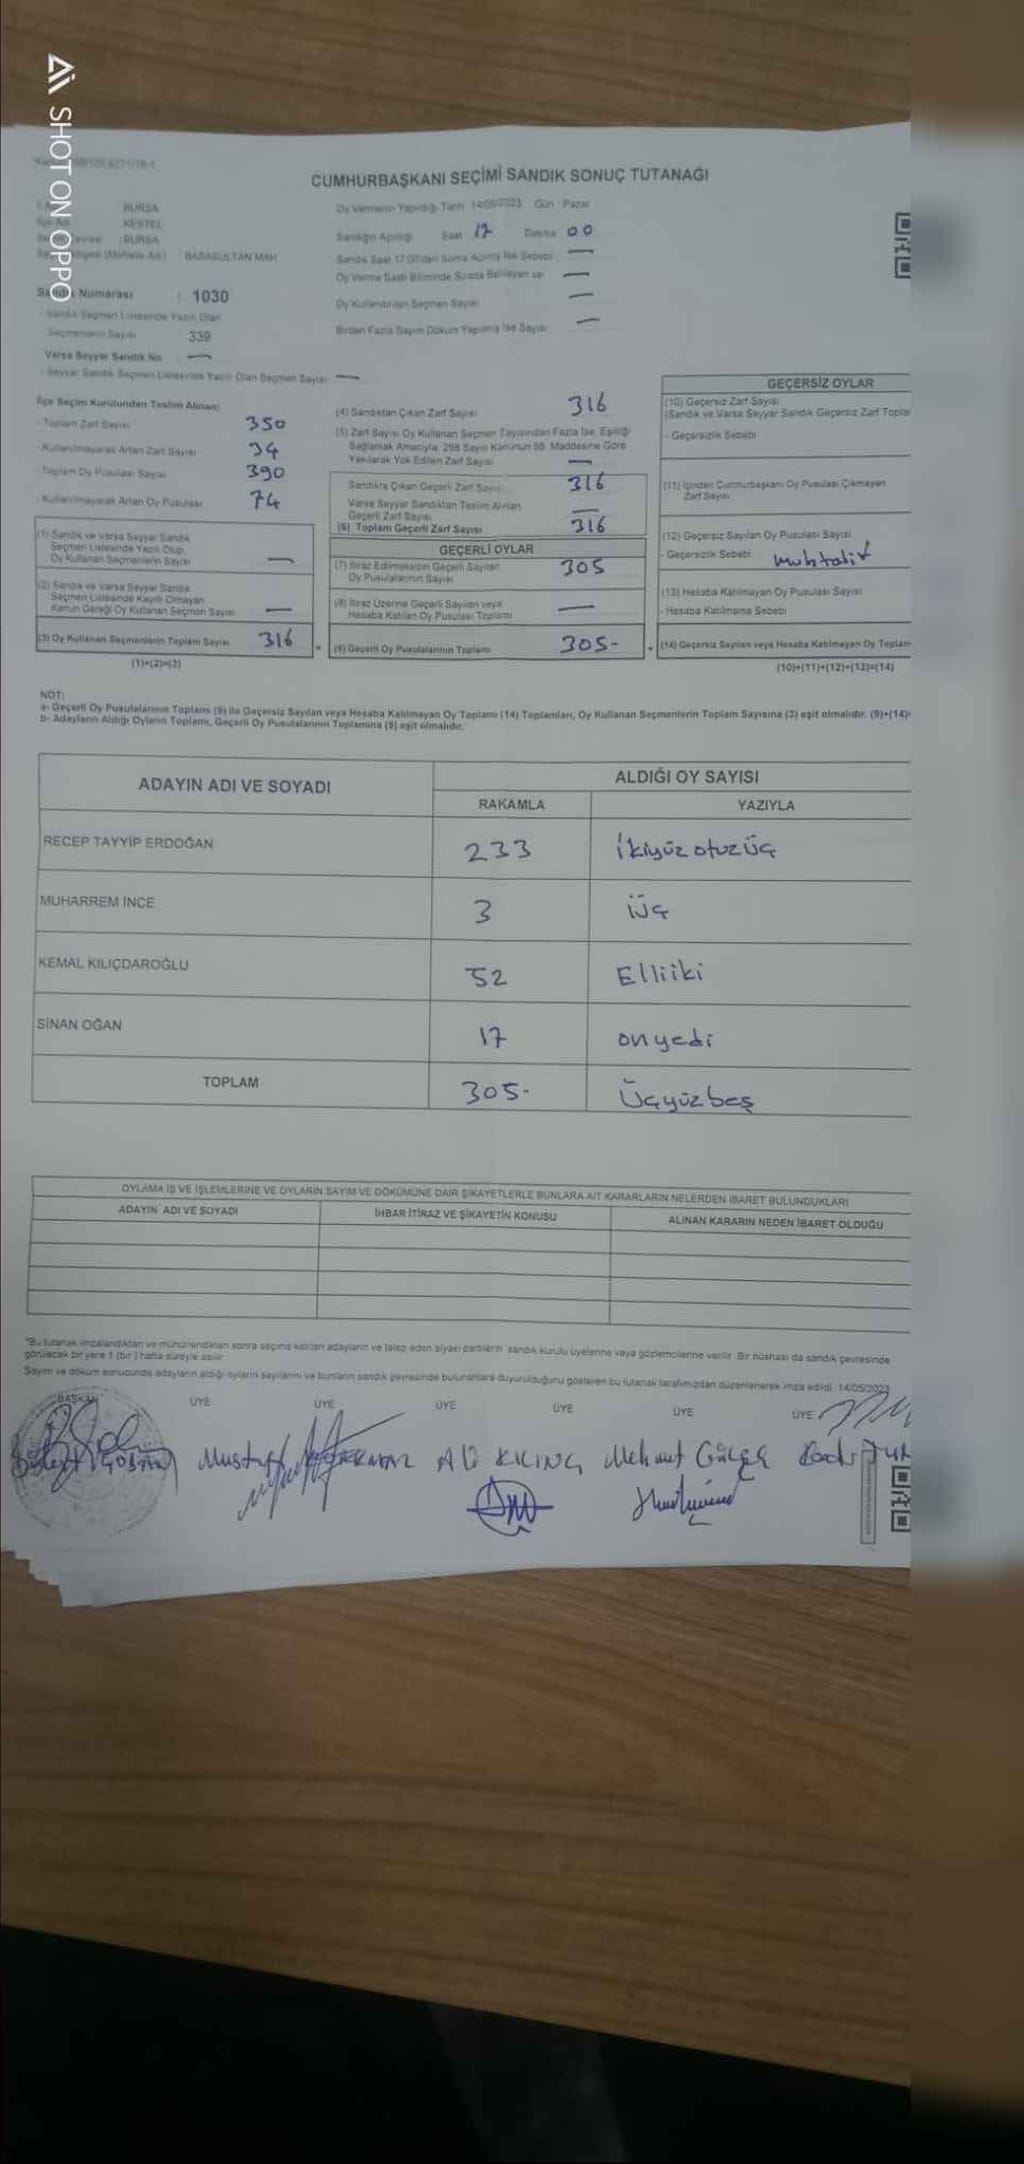 SHOT ON OPPO
CUMHURBAŞKANI SEÇİMİ SANDIK SONUÇ TUTANAĞI
BURSA
KESTEL
BURSA
BABASULTAN MAH
Sandık Numarası : 1030
Sandık Seçmen Listesinde Yazılı Olan
Seçmenlerin Sayısı 339
Varsa Seyyar Sandık No —
Seyyar Sandık Seçmen Listesinde Yazılı Olan Seçmen Sayısı —
Oy Vermenin Yapıldığı Tarih 14/05/2023 Gün Pazar
Sandığın Açıldığı Saat 17 Dakika 00
Sandık Saat 17:00'dan Sonra Açılmış İse Sebebi —
Oy Verme Saati Bitiminde Sırada Bekleyen ve —
Oy Kullandırılan Seçmen Sayısı —
Birden Fazla Sayım Döküm Yapılmış İse Sayısı —
İlçe Seçim Kurulundan Teslim Alınan;
- Toplam Zarf Sayısı 350
- Kullanılmayarak Artan Zarf Sayısı 34
- Toplam Oy Pusulası Sayısı 390
- Kullanılmayarak Artan Oy Pusulası 74
(1) Sandık ve Varsa Seyyar Sandık
Seçmen Listesinde Yazılı Olup
Oy Kullanan Seçmenlerin Sayısı —
(2) Sandık ve Varsa Seyyar Sandık
Seçmen Listesinde Kayıtlı Olmayan
Kanun Gereği Oy Kullanan Seçmen Sayısı —
(3) Oy Kullanan Seçmenlerin Toplam Sayısı 316
(1)+(2)=(3)
(4) Sandıktan Çıkan Zarf Sayısı 316
(5) Zarf Sayısı Oy Kullanan Seçmen Sayısından Fazla İse, Eşitliği
Sağlamak Amacıyla, 298 Sayılı Kanunun 98. Maddesine Göre
Yakılarak Yok Edilen Zarf Sayısı —
Sandıkta Çıkan Geçerli Zarf Sayısı 316
Varsa Seyyar Sandıktan Teslim Alınan
Geçerli Zarf Sayısı —
(6) Toplam Geçerli Zarf Sayısı 316
GEÇERLİ OYLAR
(7) İtiraz Edilmeksizin Geçerli Sayılan
Oy Pusulalarının Sayısı 305
(8) İtiraz Üzerine Geçerli Sayılan veya
Hesaba Katılan Oy Pusulası Toplamı —
(9) Geçerli Oy Pusulalarının Toplamı 305-
GEÇERSİZ OYLAR
(10) Geçersiz Zarf Sayısı
(Sandık ve Varsa Seyyar Sandık Geçersiz Zarf Topla
- Geçersizlik Sebebi
(11) İçinden Cumhurbaşkanı Oy Pusulası Çıkmayan
Zarf Sayısı
(12) Geçersiz Sayılan Oy Pusulası Sayısı
- Geçersizlik Sebebi muhtelif
(13) Hesaba Katılmayan Oy Pusulası Sayısı
- Hesaba Katılmama Sebebi
(14) Geçersiz Sayılan veya Hesaba Katılmayan Oy Toplam
(10)+(11)+(12)+(13)=(14)
NOT:
a- Geçerli Oy Pusulalarının Toplamı (9) ile Geçersiz Sayılan veya Hesaba Katılmayan Oy Toplamı (14) Toplamları, Oy Kullanan Seçmenlerin Toplam Sayısına (3) eşit olmalıdır. (9)+(14)=
b- Adayların Aldığı Oyların Toplamı, Geçerli Oy Pusulalarının Toplamına (9) eşit olmalıdır.
ADAYIN ADI VE SOYADI ALDIĞI OY SAYISI
RAKAMLA YAZIYLA
RECEP TAYYİP ERDOĞAN 233 ikiyüz otuzüç
MUHARREM İNCE 3 üç
KEMAL KILIÇDAROĞLU 52 Elliiki
SİNAN OĞAN 17 onyedi
TOPLAM 305- Üçyüzbeş
OYLAMA İŞ VE İŞLEMLERİNE VE OYLARIN SAYIM VE DÖKÜMÜNE DAİR ŞİKAYETLERLE BUNLARA AİT KARARLARIN NELERDEN İBARET BULUNDUKLARI
ADAYIN ADI VE SOYADI İHBAR İTİRAZ VE ŞİKAYETİN KONUSU ALINAN KARARIN NEDEN İBARET OLDUĞU
*Bu tutanak imzalandıktan ve mühürlendikten sonra seçime katılan adayların ve talep eden siyasi partilerin sandık kurulu üyelerine veya gözlemcilerine verilir. Bir nüshası da sandık çevresinde
görülecek bir yere 1 (bir) hafta süreyle asılır.
Sayım ve döküm sonucunda adayların aldığı oyların sayılarını ve bunların sandık çevresinde bulunanlara duyurulduğunu gösteren bu tutanak tarafımızdan düzenlenerek imza edildi. 14/05/2023
BAŞKAN ÜYE ÜYE ÜYE ÜYE ÜYE ÜYE
Ali KILINÇ Mehmet